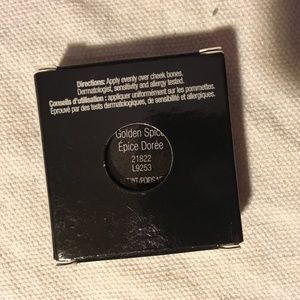 Directions: Apply evenly over cheek bones.
Dermatologist, sensitivity and allergy tested.
Conseils d'utilisation : appliquer uniformément sur les pommettes.
Éprouvé par des tests dermatologiques, de sensibilité et allergiques.
Golden Spice
Épice Dorée
21822
L9253